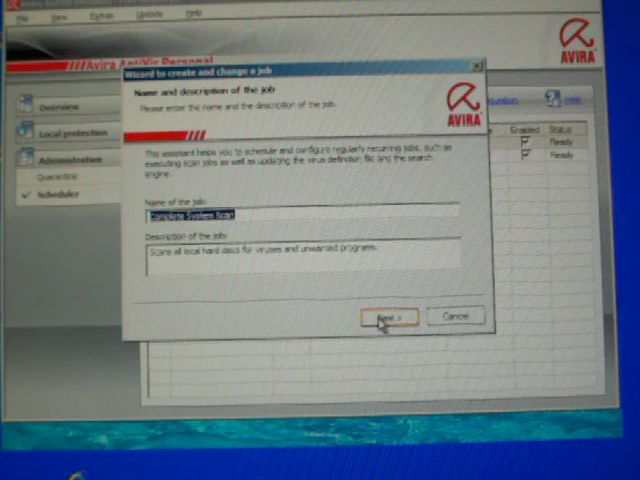 File View Extras Update Help
AVIRA
Avira AntiVir Personal
Wizard to create and change a job
Name and description of the job
Please enter the name and the description of the job.
AVIRA
Overview
Local protection
Administration
Quarantine
Scheduler
Help
Enabled Status
Ready
Ready
This assistant helps you to schedule and configure regularly recurring jobs, such as
executing scan jobs as well as updating the virus definition file and the search
engine.
Name of the job:
Complete System Scan
Description of the job:
Scans all local hard discs for viruses and unwanted programs.
Next >
Cancel